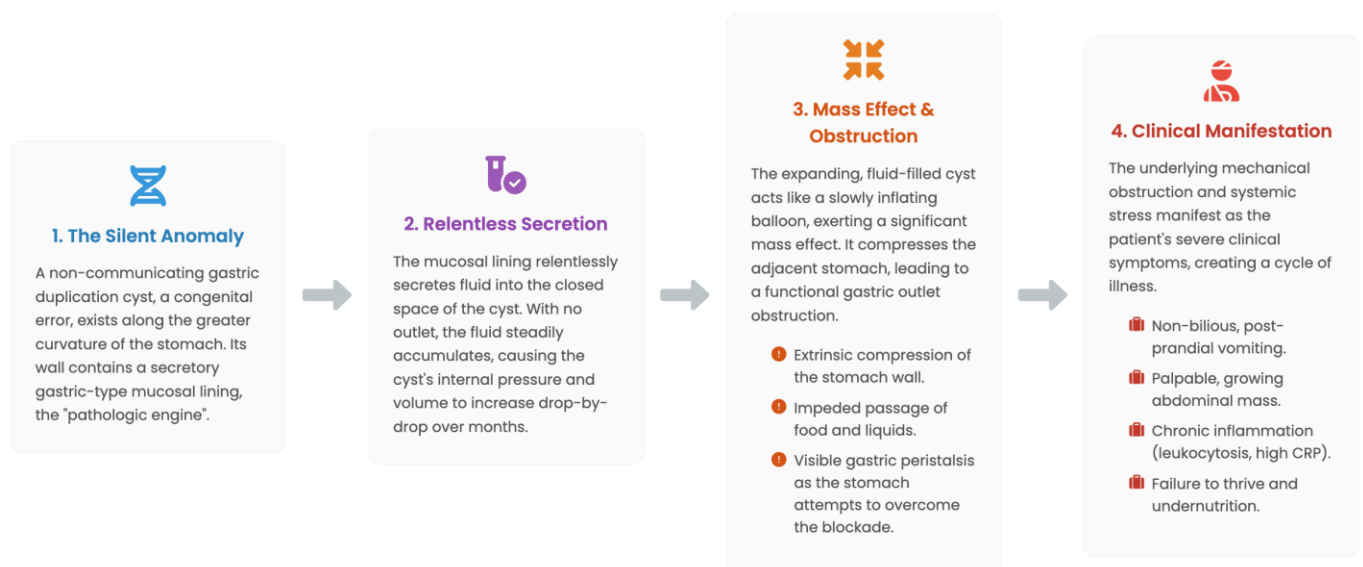 1. The Silent Anomaly
A non-communicating gastric
duplication cyst, a congenital
error, exists along the greater
curvature of the stomach. Its
wall contains a secretory
gastric-type mucosal lining,
the "pathologic engine".
2. Relentless Secretion
The mucosal lining relentlessly
secretes fluid into the closed
space of the cyst. With no
outlet, the fluid steadily
accumulates, causing the
cyst's internal pressure and
volume to increase drop-by-
drop over months.
3. Mass Effect &
Obstruction
The expanding, fluid-filled cyst
acts like a slowly inflating
balloon, exerting a significant
mass effect. It compresses the
adjacent stomach, leading to
a functional gastric outlet
obstruction.
Extrinsic compression of
the stomach wall.
Impeded passage of
food and liquids.
Visible gastric peristalsis
as the stomach
attempts to overcome
the blockade.
4. Clinical Manifestation
The underlying mechanical
obstruction and systemic
stress manifest as the
patient's severe clinical
symptoms, creating a cycle of
illness.
Non-bilious, post-
prandial vomiting.
Palpable, growing
abdominal mass.
Chronic inflammation
(leukocytosis, high CRP).
Failure to thrive and
undernutrition.